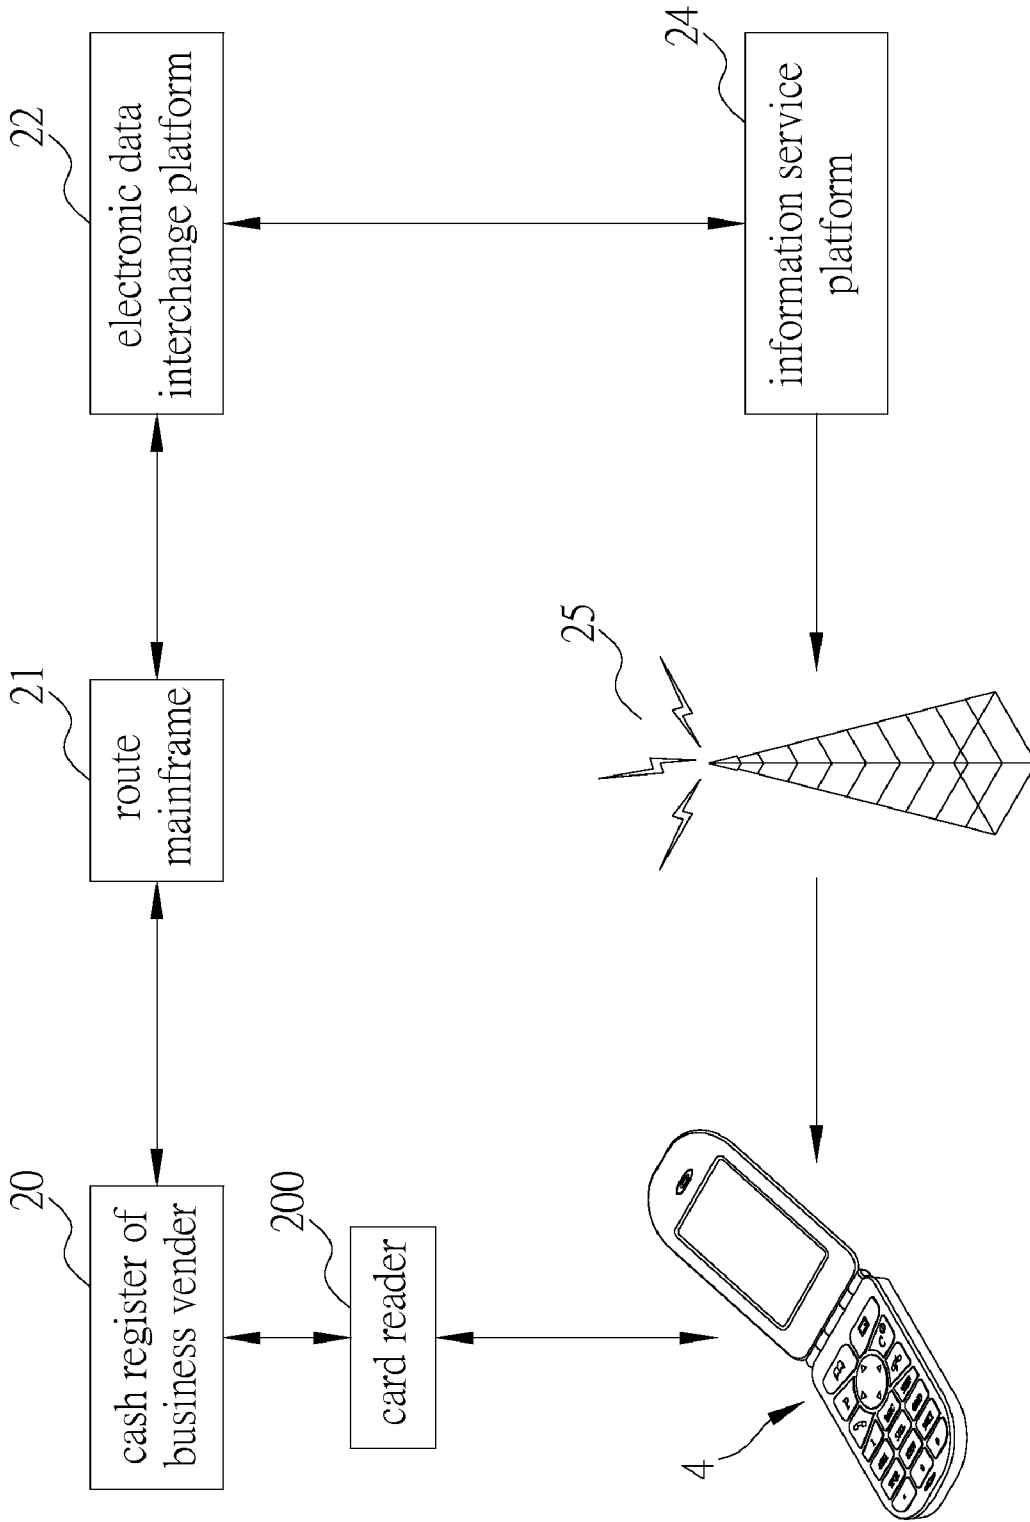 20
cash register of
business vender
21
route
mainframe
22
electronic data
interchange platform
200
card reader
25
24
information service
platform
4